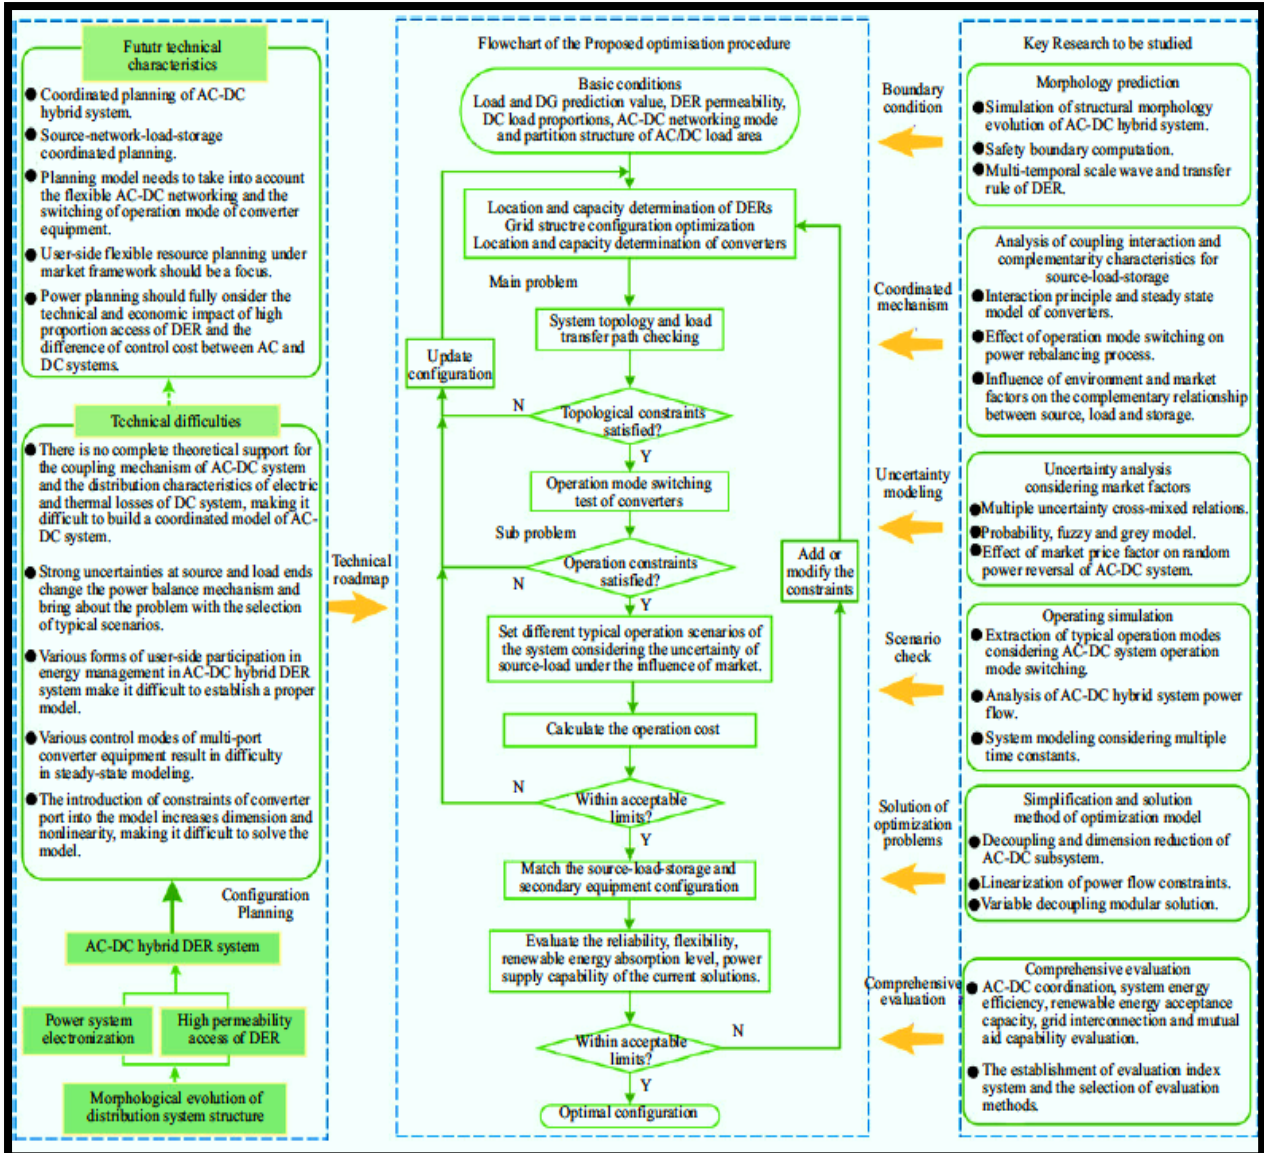 Fututr technical
characteristics
Coordinated planning of AC-DC
hybrid system.
Source-network-load-storage
coordinated planning.
Planning model needs to take into account
the flexible AC-DC networking and the
switching of operation mode of converter
equipment.
User-side flexible resource planning under
market framework should be a focus.
Power planning should fully onsider the
technical and economic impact of high
proportion access of DER and the
difference of control cost between AC and
DC systems.
Technical difficulties
There is no complete theoretical support for
the coupling mechanism of AC-DC system
and the distribution characteristics of electric
and thermal losses of DC system, making it
difficult to build a coordinated model of AC-
DC system.
Strong uncertainties at source and load ends
change the power balance mechanism and
bring about the problem with the selection
of typical scenarios.
Various forms of user-side participation in
energy management in AC-DC hybrid DER
system make it difficult to establish a proper
model.
Various control modes of multi-port
converter equipment result in difficulty
in steady-state modeling.
The introduction of constraints of converter
port into the model increases dimension and
nonlinearity, making it difficult to solve the
model.
Configuration
Planning
AC-DC hybrid DER system
Power system
electronization
High permeability
access of DER
Morphological evolution of
distribution system structure
Technical
roadmap
Flowchart of the Proposed optimisation procedure
Basic conditions
Load and DG prediction value, DER permeability,
DC load proportions, AC-DC networking mode
and partition structure of AC/DC load area
Location and capacity determination of DERs
Grid structre configuration optimization
Location and capacity determination of converters
Main problem
System topology and load
transfer path checking
Update
configuration
N
Topological constraints
satisfied?
Y
Operation mode switching
test of converters
Sub problem
Operation constraints
satisfied?
N
Y
Add or
modify the
constraints
Set different typical operation scenarios of
the system considering the uncertainty of
source-load under the influence of market.
Calculate the operation cost
N
Within acceptable
limits?
Y
Match the source-load-storage and
secondary equipment configuration
Evaluate the reliability, flexibility,
renewable energy absorption level, power
supply capability of the current solutions.
N
Within acceptable
limits?
Y
Optimal configuration
Boundary
condition
Coordinated
mechanism
Uncertainty
modeling
Scenario
check
Solution of
optimization
problems
Comprehensive
evaluation
Key Research to be studied
Morphology prediction
Simulation of structural morphology
evolution of AC-DC hybrid system.
Safety boundary computation.
Multi-temporal scale wave and transfer
rule of DER.
Analysis of coupling interaction and
complementarity characteristics for
source-load-storage
Interaction principle and steady state
model of converters.
Effect of operation mode switching on
power rebalancing process.
Influence of environment and market
factors on the complementary relationship
between source, load and storage.
Uncertainty analysis
considering market factors
Multiple uncertainty cross-mixed relations.
Probability, fuzzy and grey model.
Effect of market price factor on random
power reversal of AC-DC system.
Operating simulation
Extraction of typical operation modes
considering AC-DC system operation
mode switching.
Analysis of AC-DC hybrid system power
flow.
System modeling considering multiple
time constants.
Simplification and solution
method of optimization model
Decoupling and dimension reduction of
AC-DC subsystem.
Linearization of power flow constraints.
Variable decoupling modular solution.
Comprehensive evaluation
AC-DC coordination, system energy
efficiency, renewable energy acceptance
capacity, grid interconnection and mutual
aid capability evaluation.
The establishment of evaluation index
system and the selection of evaluation
methods.